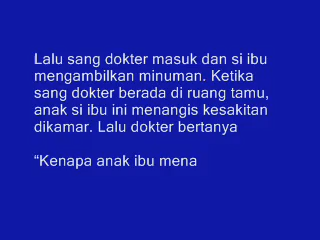 Lalu sang dokter masuk dan si ibu
mengambilkan minuman. Ketika
sang dokter berada di ruang tamu,
anak si ibu ini menangis kesakitan
dikamar. Lalu dokter bertanya
“Kenapa anak ibu mena